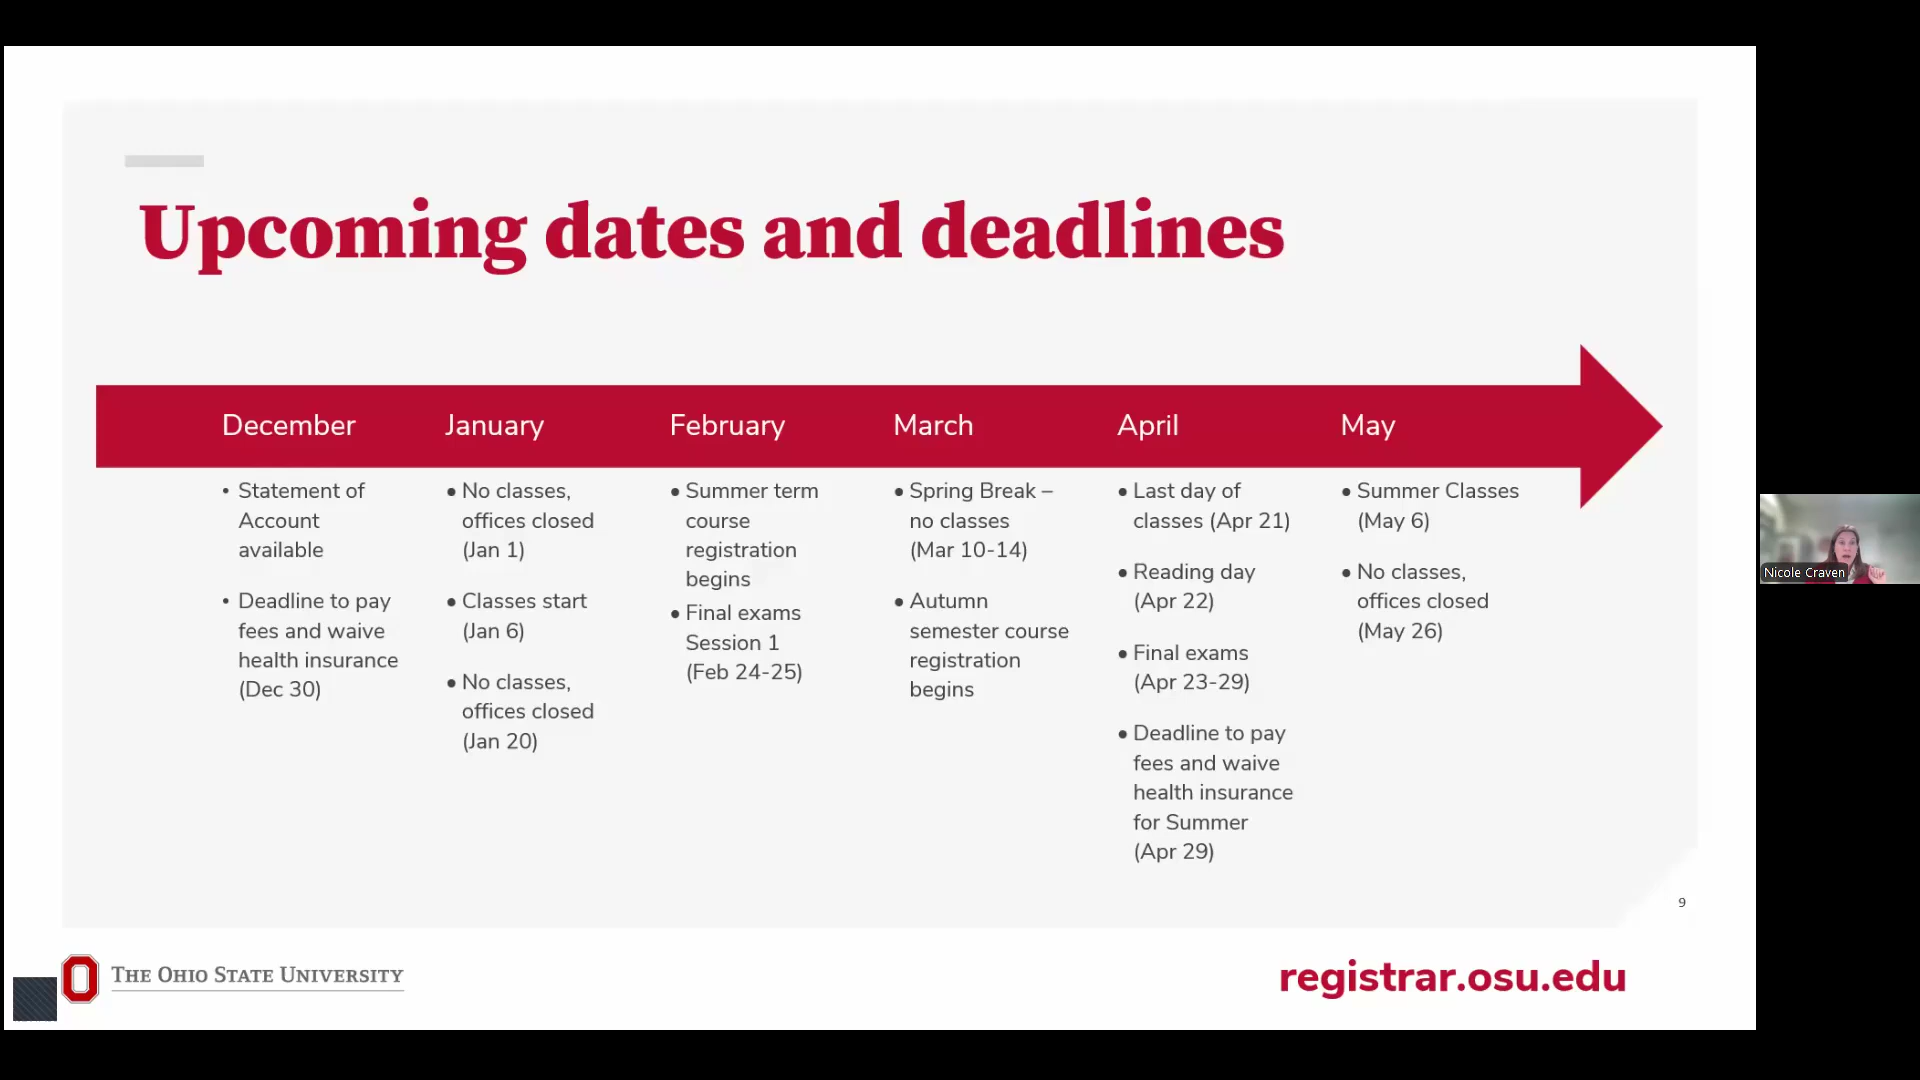 Upcoming dates and deadlines
December
• Statement of
Account
available
• Deadline to pay
fees and waive
health insurance
(Dec 30)
January
• No classes,
offices closed
(Jan 1)
• Classes start
(Jan 6)
• No classes,
offices closed
(Jan 20)
February
• Summer term
course
registration
begins
• Final exams
Session 1
(Feb 24-25)
March
• Spring Break –
no classes
(Mar 10-14)
• Autumn
semester course
registration
begins
April
• Last day of
classes (Apr 21)
• Reading day
(Apr 22)
• Final exams
(Apr 23-29)
• Deadline to pay
fees and waive
health insurance
for Summer
(Apr 29)
May
• Summer Classes
(May 6)
• No classes,
offices closed
(May 26)
Nicole Craven
9
THE OHIO STATE UNIVERSITY
registrar.osu.edu